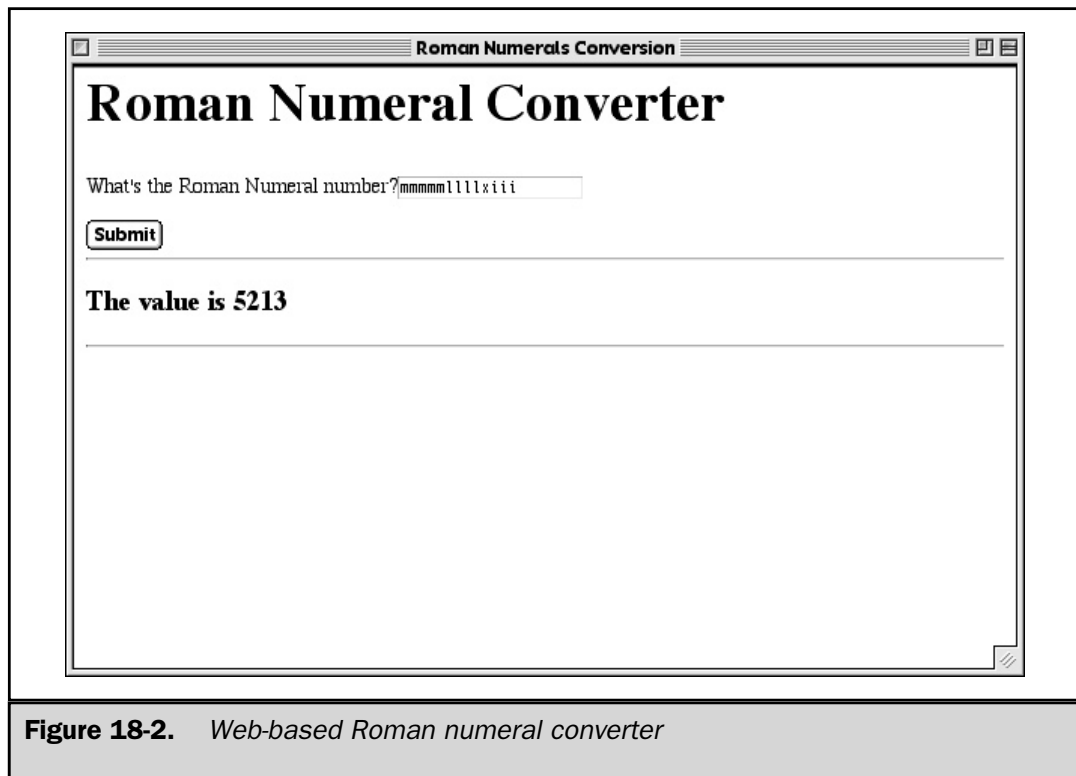 Roman Numerals Conversion
Roman Numeral Converter
What's the Roman Numeral number?mmmmmllllxiii
Submit
The value is 5213
Figure 18-2. Web-based Roman numeral converter